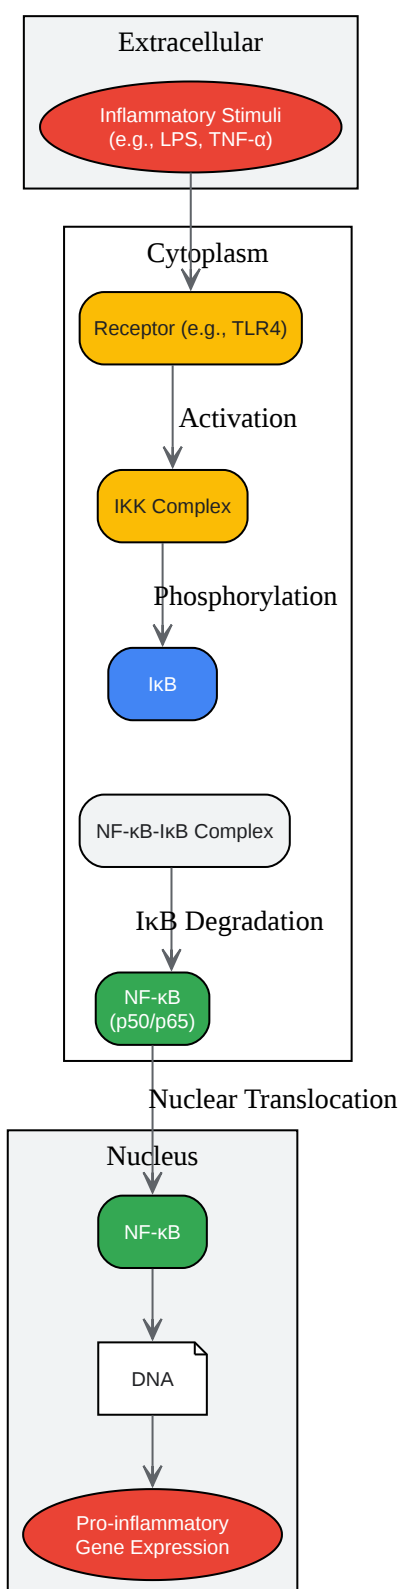 Extracellular
Inflammatory Stimuli
(e.g., LPS, TNF-α)
Cytoplasm
Receptor (e.g., TLR4)
Activation
IKK Complex
Phosphorylation
IκB
NF-κB-IκB Complex
IκB Degradation
NF-κB
(p50/p65)
Nuclear Translocation
Nucleus
NF-κB
DNA
Pro-inflammatory
Gene Expression